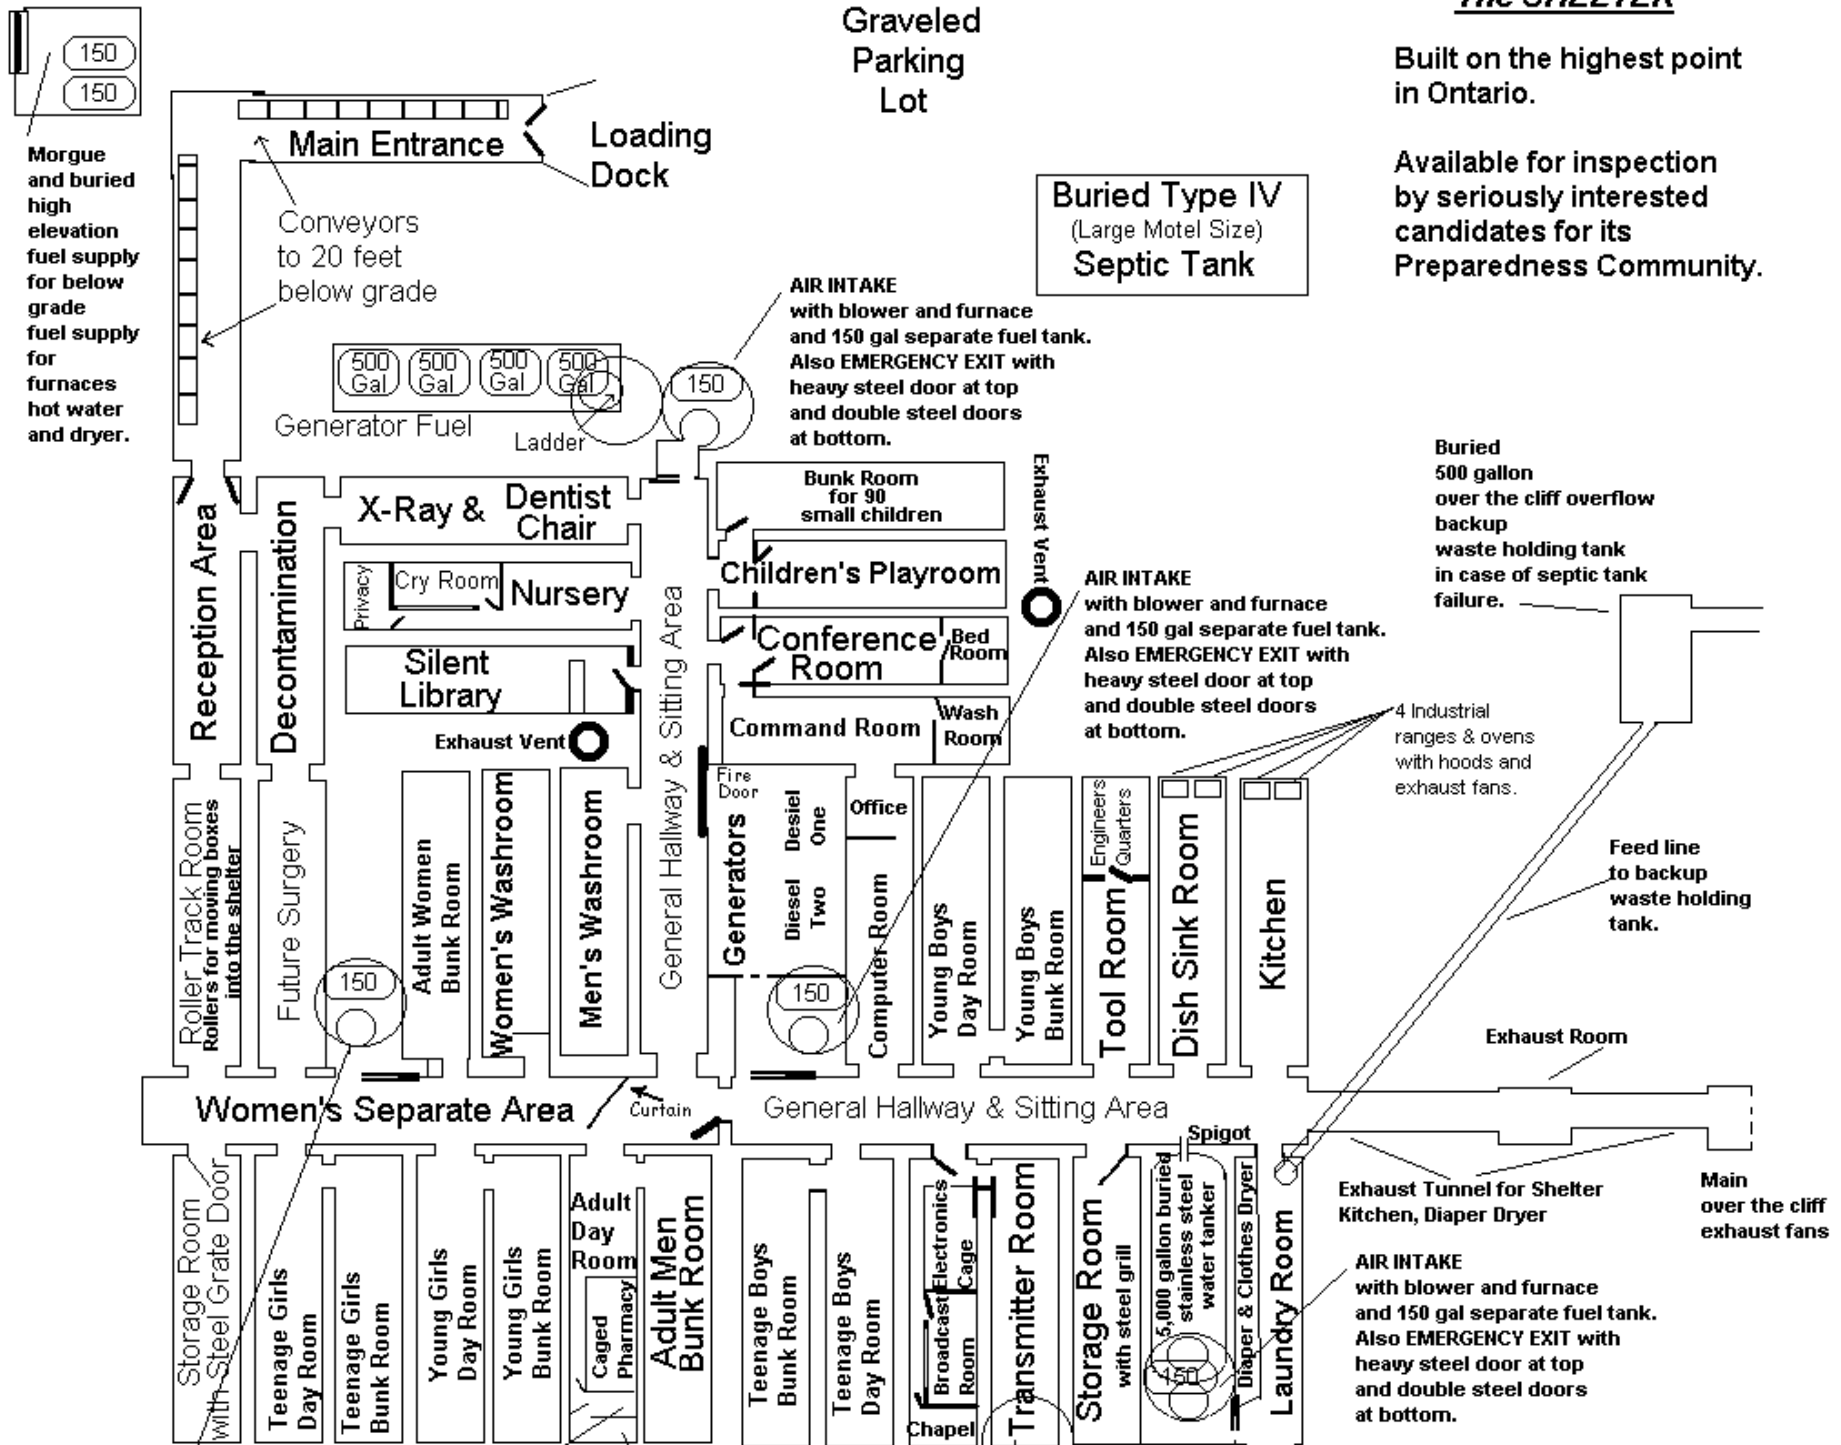 The SHELTER
Graveled
Parking
Lot
Built on the highest point
in Ontario.
Available for inspection
by seriously interested
candidates for its
Preparedness Community.
150
150
Main Entrance
Loading
Dock
Morgue
and buried
high
elevation
fuel supply
for below
grade
fuel supply
for
furnaces
hot water
and dryer.
Conveyors
to 20 feet
below grade
Buried Type IV
(Large Motel Size)
Septic Tank
AIR INTAKE
with blower and furnace
and 150 gal separate fuel tank.
Also EMERGENCY EXIT with
heavy steel door at top
and double steel doors
at bottom.
500
Gal
500
Gal
500
Gal
500
Gal
150
Generator Fuel
Ladder
Buried
500 gallon
over the cliff overflow
backup
waste holding tank
in case of septic tank
failure.
Reception Area
Decontamination
X-Ray &
Dentist
Chair
Bunk Room
for 90
small children
Exhaust Vent
Privacy
Cry Room
Nursery
Children's Playroom
AIR INTAKE
with blower and furnace
and 150 gal separate fuel tank.
Also EMERGENCY EXIT with
heavy steel door at top
and double steel doors
at bottom.
Silent
Library
General Hallway & Sitting Area
Conference
Room
Bed
Room
Exhaust Vent
Command Room
Wash
Room
4 Industrial
ranges & ovens
with hoods and
exhaust fans.
Roller Track Room
Rollers for moving boxes
into the shelter
Future Surgery
150
Adult Women
Bunk Room
Women's Washroom
Men's Washroom
Fire
Door
Generators
Desiel
One
Diesel
Two
150
Office
Computer Room
Young Boys
Day Room
Young Boys
Bunk Room
Engineers
Quarters
Tool Room
Dish Sink Room
Kitchen
Feed line
to backup
waste holding
tank.
Exhaust Room
Women's Separate Area
Curtain
General Hallway & Sitting Area
Spigot
Exhaust Tunnel for Shelter
Kitchen, Diaper Dryer
Main
over the cliff
exhaust fans
Storage Room
with Steel Grate Door
Teenage Girls
Day Room
Teenage Girls
Bunk Room
Young Girls
Day Room
Young Girls
Bunk Room
Adult
Day
Room
Caged
Pharmacy
Adult Men
Bunk Room
Teenage Boys
Bunk Room
Teenage Boys
Day Room
Electronics
Cage
Broadcast
Room
Chapel
Transmitter Room
Storage Room
with steel grill
5,000 gallon buried
stainless steel
water tanker
150
Diaper & Clothes Dryer
Laundry Room
AIR INTAKE
with blower and furnace
and 150 gal separate fuel tank.
Also EMERGENCY EXIT with
heavy steel door at top
and double steel doors
at bottom.